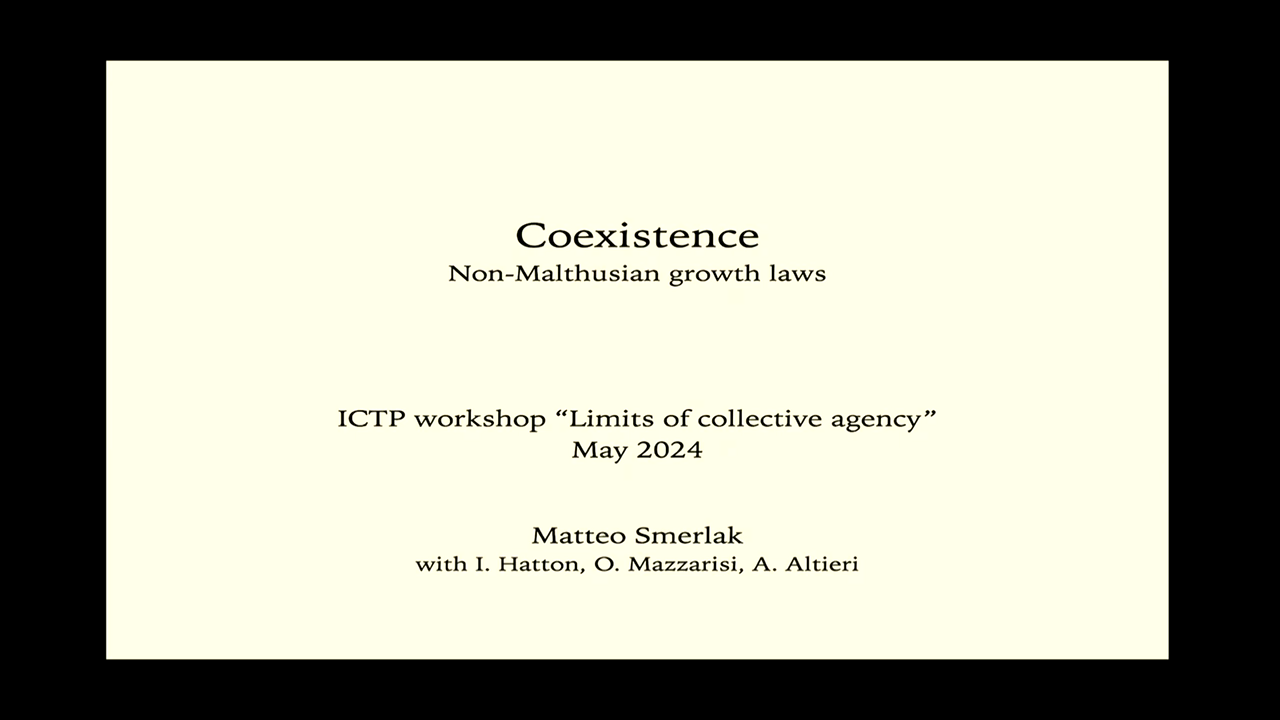 Coexistence
Non-Malthusian growth laws
ICTP workshop “Limits of collective agency”
May 2024
Matteo Smerlak
with I. Hatton, O. Mazzarisi, A. Altieri